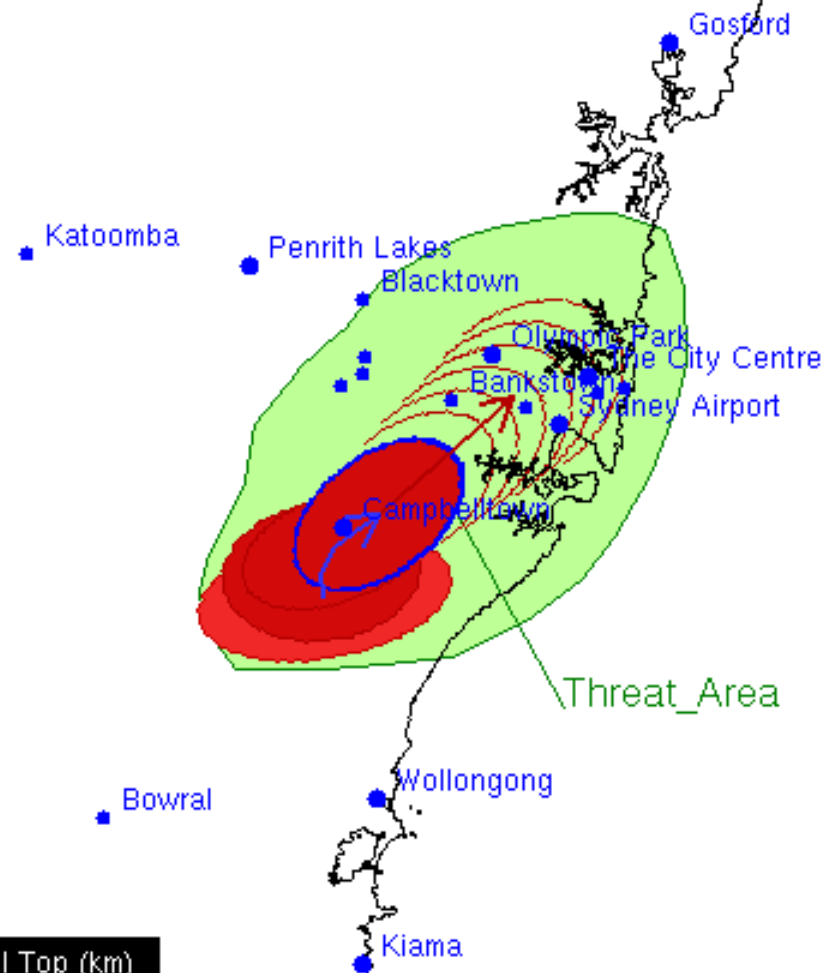 Gosford
Katoomba
Penrith Lakes
Blacktown
Olympic Park
The City Centre
Bankstown
Sydney Airport
Campbelltown
Threat_Area
Wollongong
Bowral
Kiama
l Top (km)